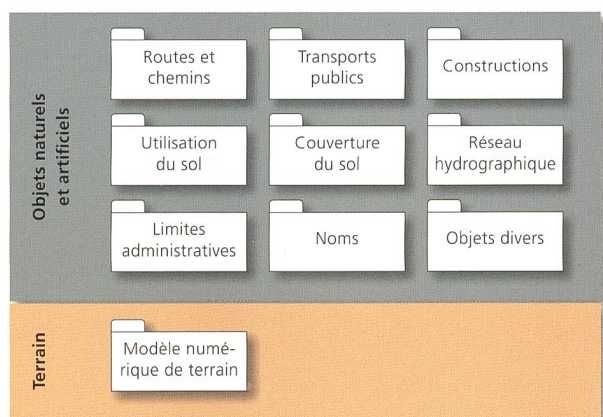 Objets naturels
et artificiels
Routes et
chemins
Transports
publics
Constructions
Utilisation
du sol
Couverture
du sol
Réseau
hydrographique
Limites
administratives
Noms
Objets divers
Terrain
Modèle numé-
rique de terrain